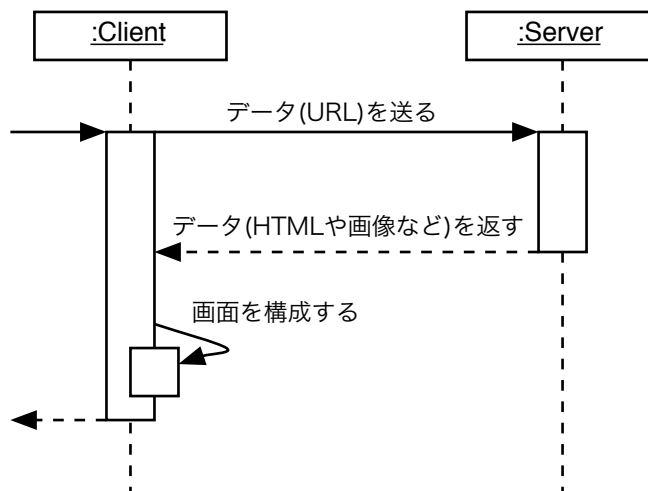 :Client
:Server
データ(URL)を送る
データ(HTMLや画像など)を返す
画面を構成する